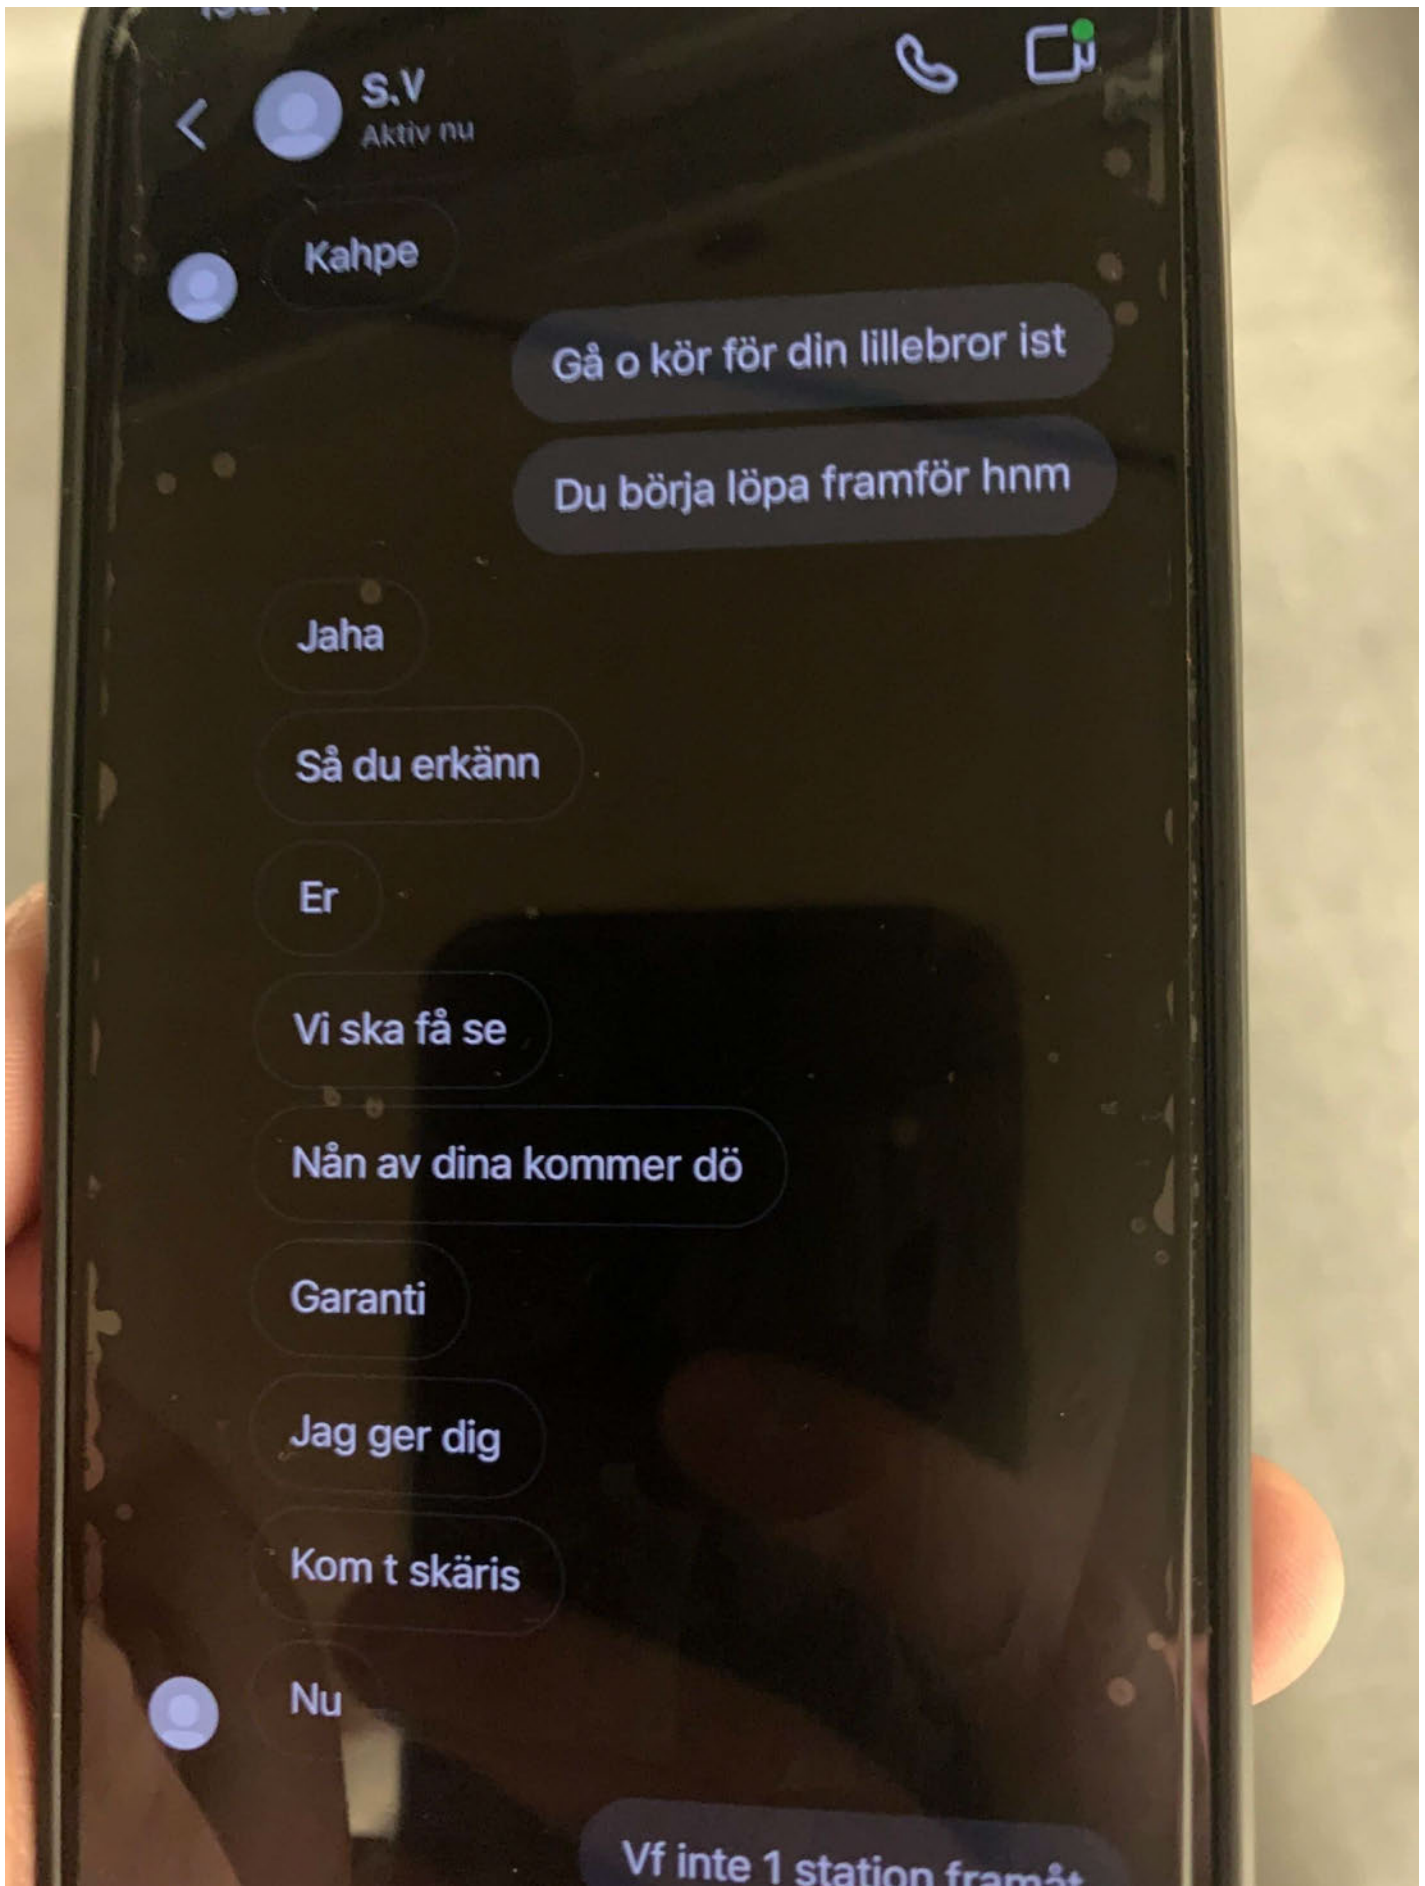 S.V
Aktiv nu
Kahpe
Gå o kör för din lillebror ist
Du börja löpa framför hnm
Jaha
Så du erkänn
Er
Vi ska få se
Nån av dina kommer dö
Garanti
Jag ger dig
Kom t skäris
Nu
Vf inte 1 station framåt